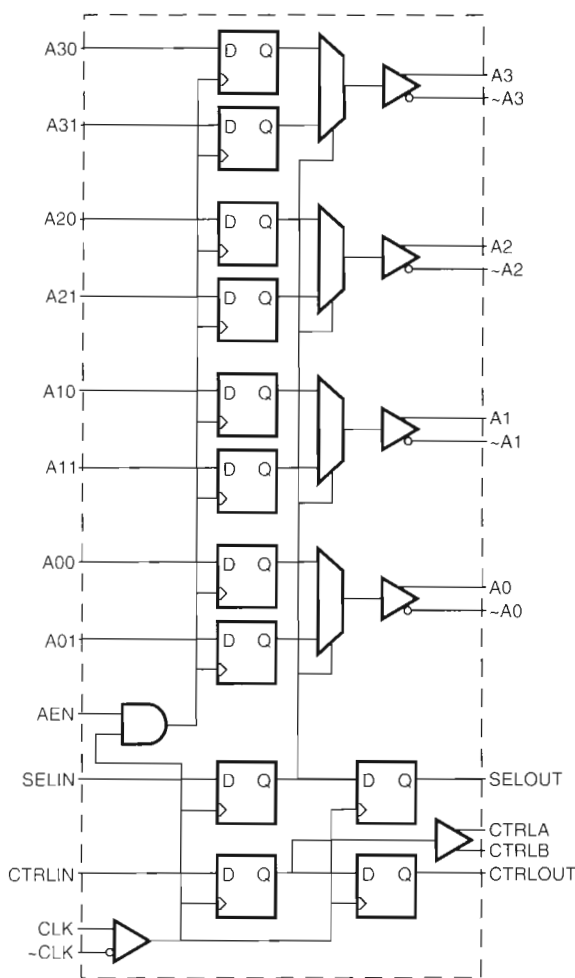 A30 D Q
A3
~A3
A31 D Q
A20 D Q
A2
~A2
A21 D Q
A10 D Q
A1
~A1
A11 D Q
A00 D Q
A0
~A0
A01 D Q
AEN
SELIN D Q D Q SELOUT
CTRLA
CTRLB
CTRLIN D Q D Q CTRLOUT
CLK
~CLK